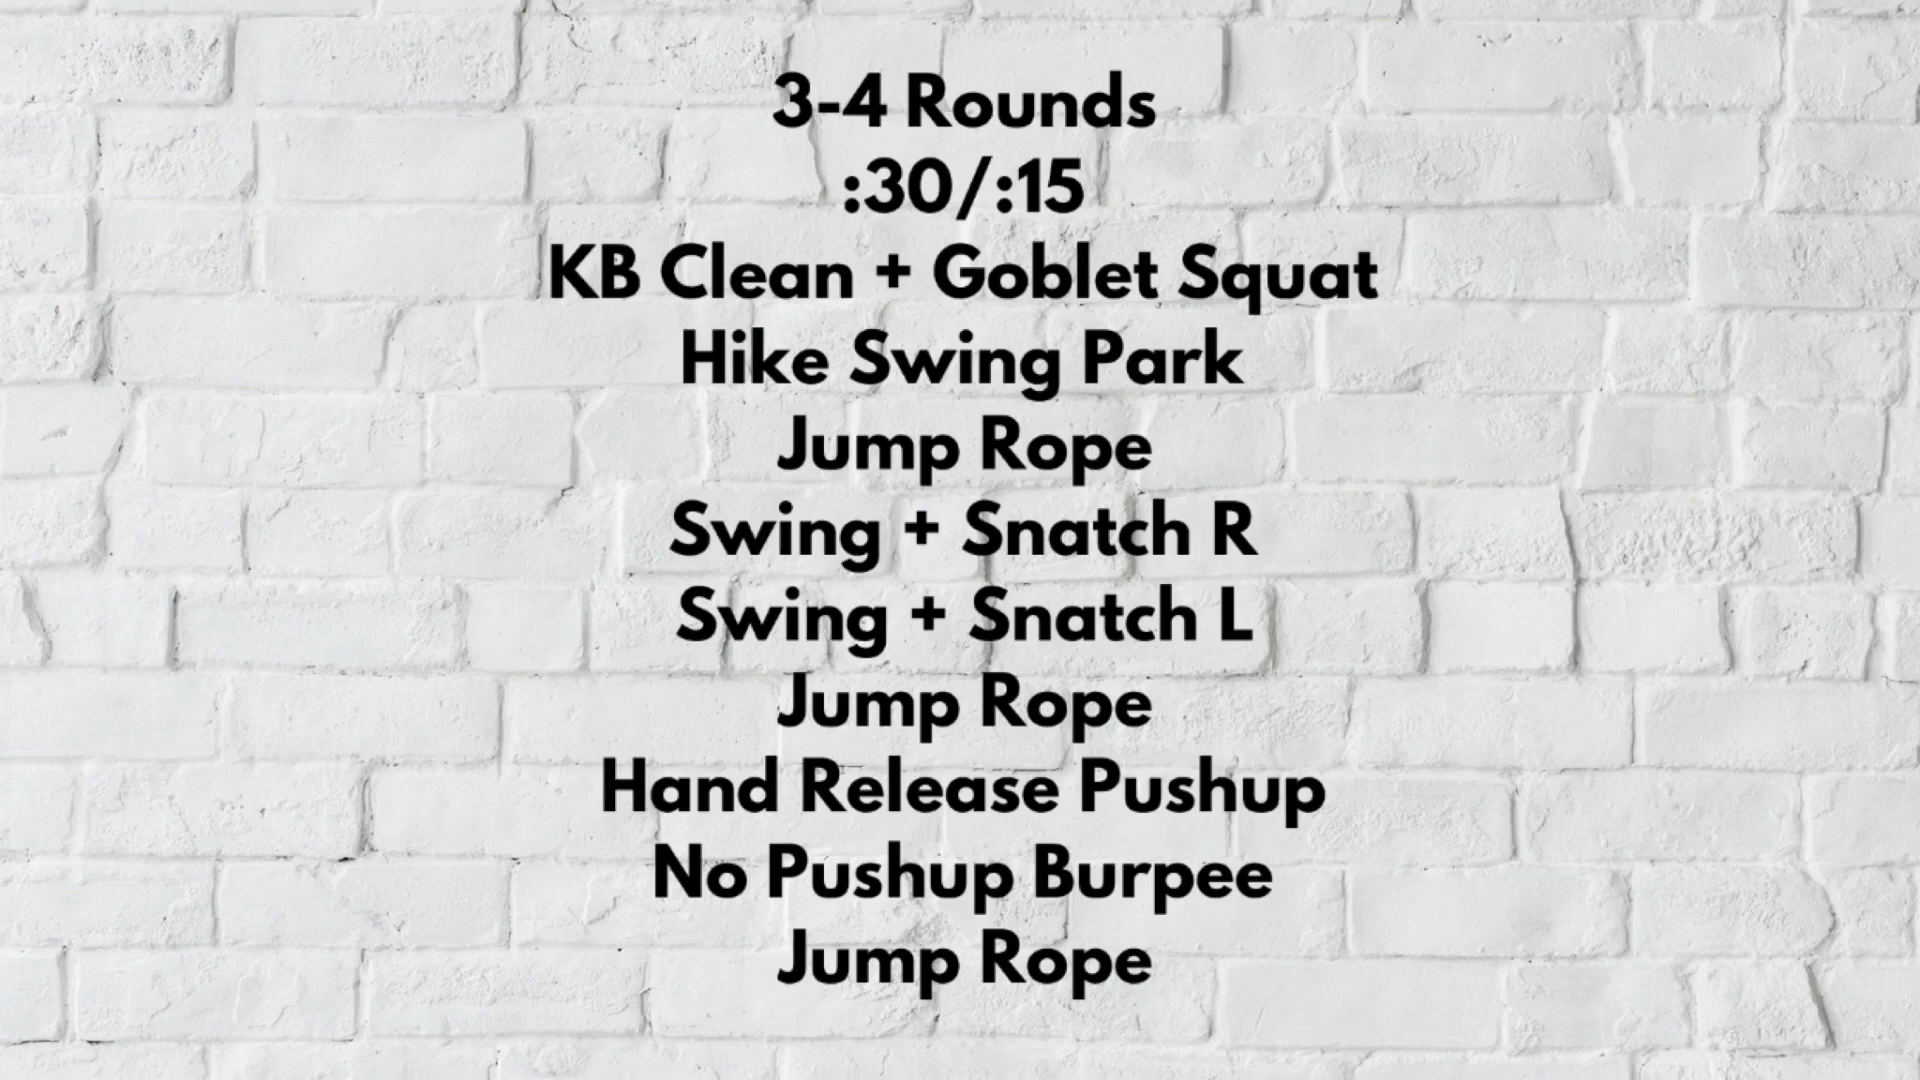 3-4 Rounds
:30/:15
KB Clean + Goblet Squat
Hike Swing Park
Jump Rope
Swing + Snatch R
Swing + Snatch L
Jump Rope
Hand Release Pushup
No Pushup Burpee
Jump Rope